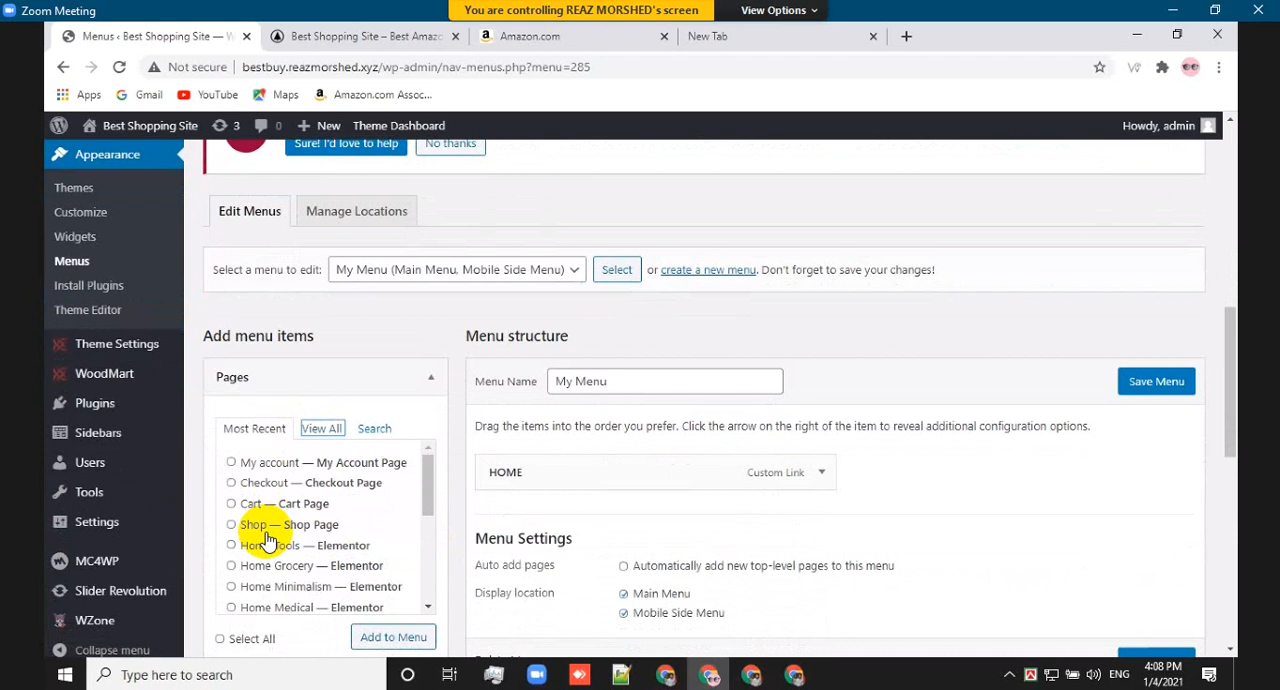 Zoom Meeting
You are controlling REAZ MORSHED's screen
View Options
Menus ‹ Best Shopping Site — W
Best Shopping Site – Best Amaz
Amazon.com
New Tab
Not secure
bestbuy.reazmorshed.xyz/wp-admin/nav-menus.php?menu=285
Apps
Gmail
YouTube
Maps
Amazon.com Assoc...
Best Shopping Site
3
0
New
Theme Dashboard
Howdy, admin
Appearance
Themes
Customize
Widgets
Menus
Install Plugins
Theme Editor
Theme Settings
WoodMart
Plugins
Sidebars
Users
Tools
Settings
MC4WP
Slider Revolution
WZone
Collapse menu
Sure! I'd love to help
No thanks
Edit Menus
Manage Locations
Select a menu to edit:
My Menu (Main Menu, Mobile Side Menu)
Select
or create a new menu. Don't forget to save your changes!
Add menu items
Pages
Most Recent
View All
Search
My account — My Account Page
Checkout — Checkout Page
Cart — Cart Page
Shop — Shop Page
Home Tools — Elementor
Home Grocery — Elementor
Home Minimalism — Elementor
Home Medical — Elementor
Select All
Add to Menu
Menu structure
Menu Name
My Menu
Save Menu
Drag the items into the order you prefer. Click the arrow on the right of the item to reveal additional configuration options.
HOME
Custom Link
Menu Settings
Auto add pages
Automatically add new top-level pages to this menu
Display location
Main Menu
Mobile Side Menu
Type here to search
ENG
4:08 PM
1/4/2021